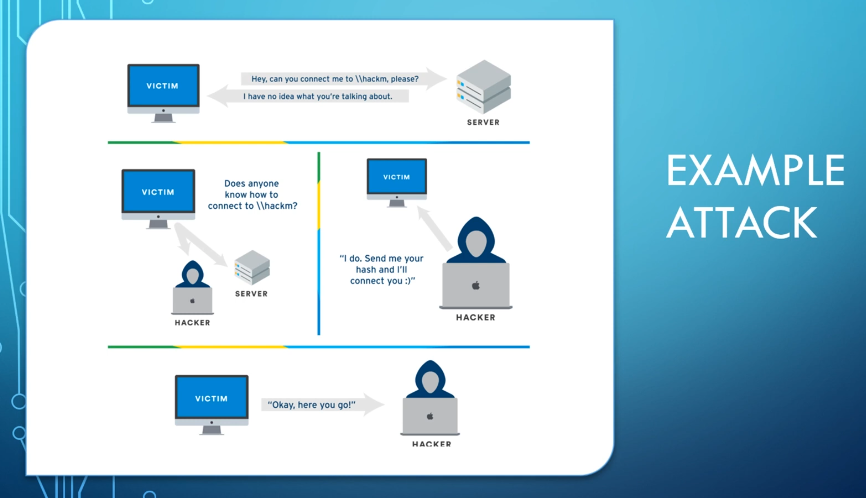 VICTIM
Hey, can you connect me to \\hackm, please?
I have no idea what you're talking about.
SERVER
VICTIM
Does anyone
know how to
connect to \\hackm?
HACKER
SERVER
VICTIM
"I do. Send me your
hash and I'll
connect you :)"
HACKER
VICTIM
"Okay, here you go!"
HACKER
EXAMPLE
ATTACK